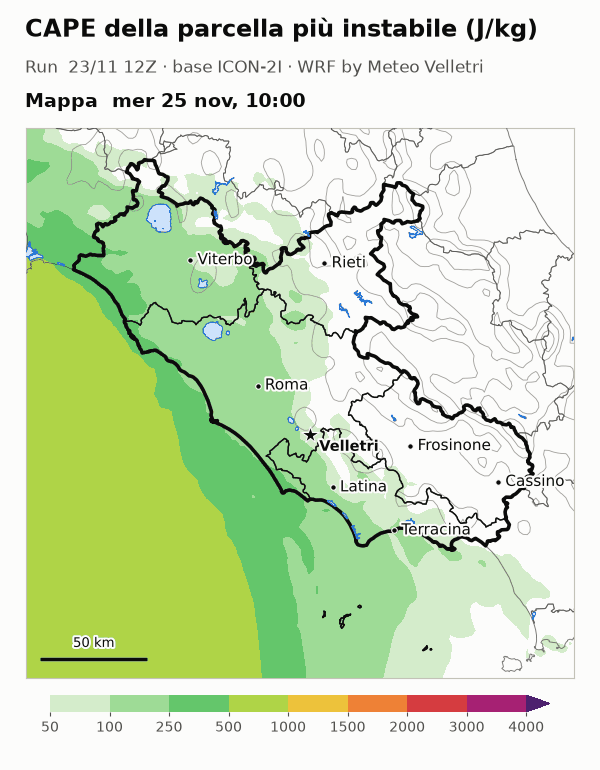 CAPE della parcella più instabile (J/kg)
Run  23/11 12Z · base ICON-2I · WRF by Meteo Velletri
Mappa  mer 25 nov, 10:00
Viterbo
Rieti
Roma
Velletri
Frosinone
Latina
Cassino
Terracina
50 km
50 100 250 500 1000 1500 2000 3000 4000